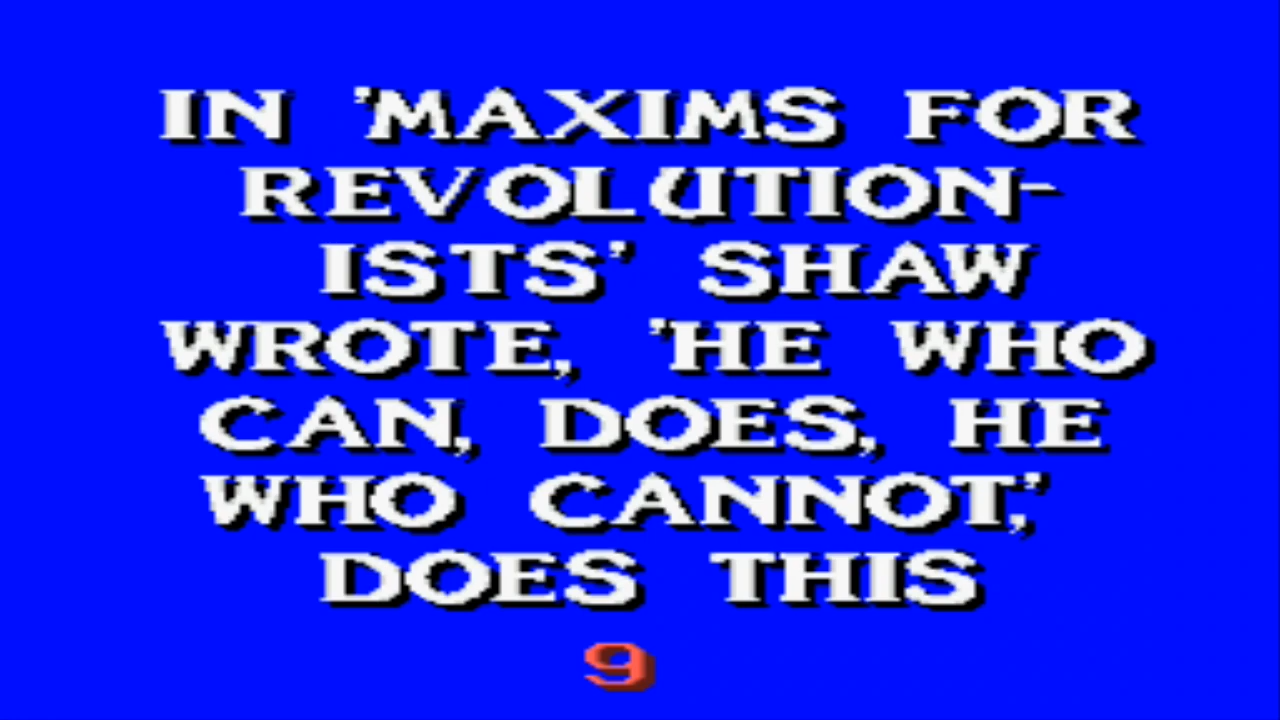 IN 'MAXIMS FOR
REVOLUTION-
ISTS' SHAW
WROTE, 'HE WHO
CAN, DOES, HE
WHO CANNOT,'
DOES THIS
9